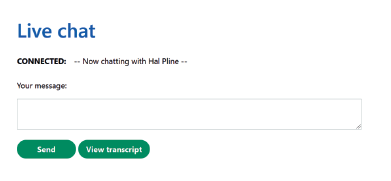 Live chat
CONNECTED: -- Now chatting with Hal Pline --
Your message:
Send View transcript